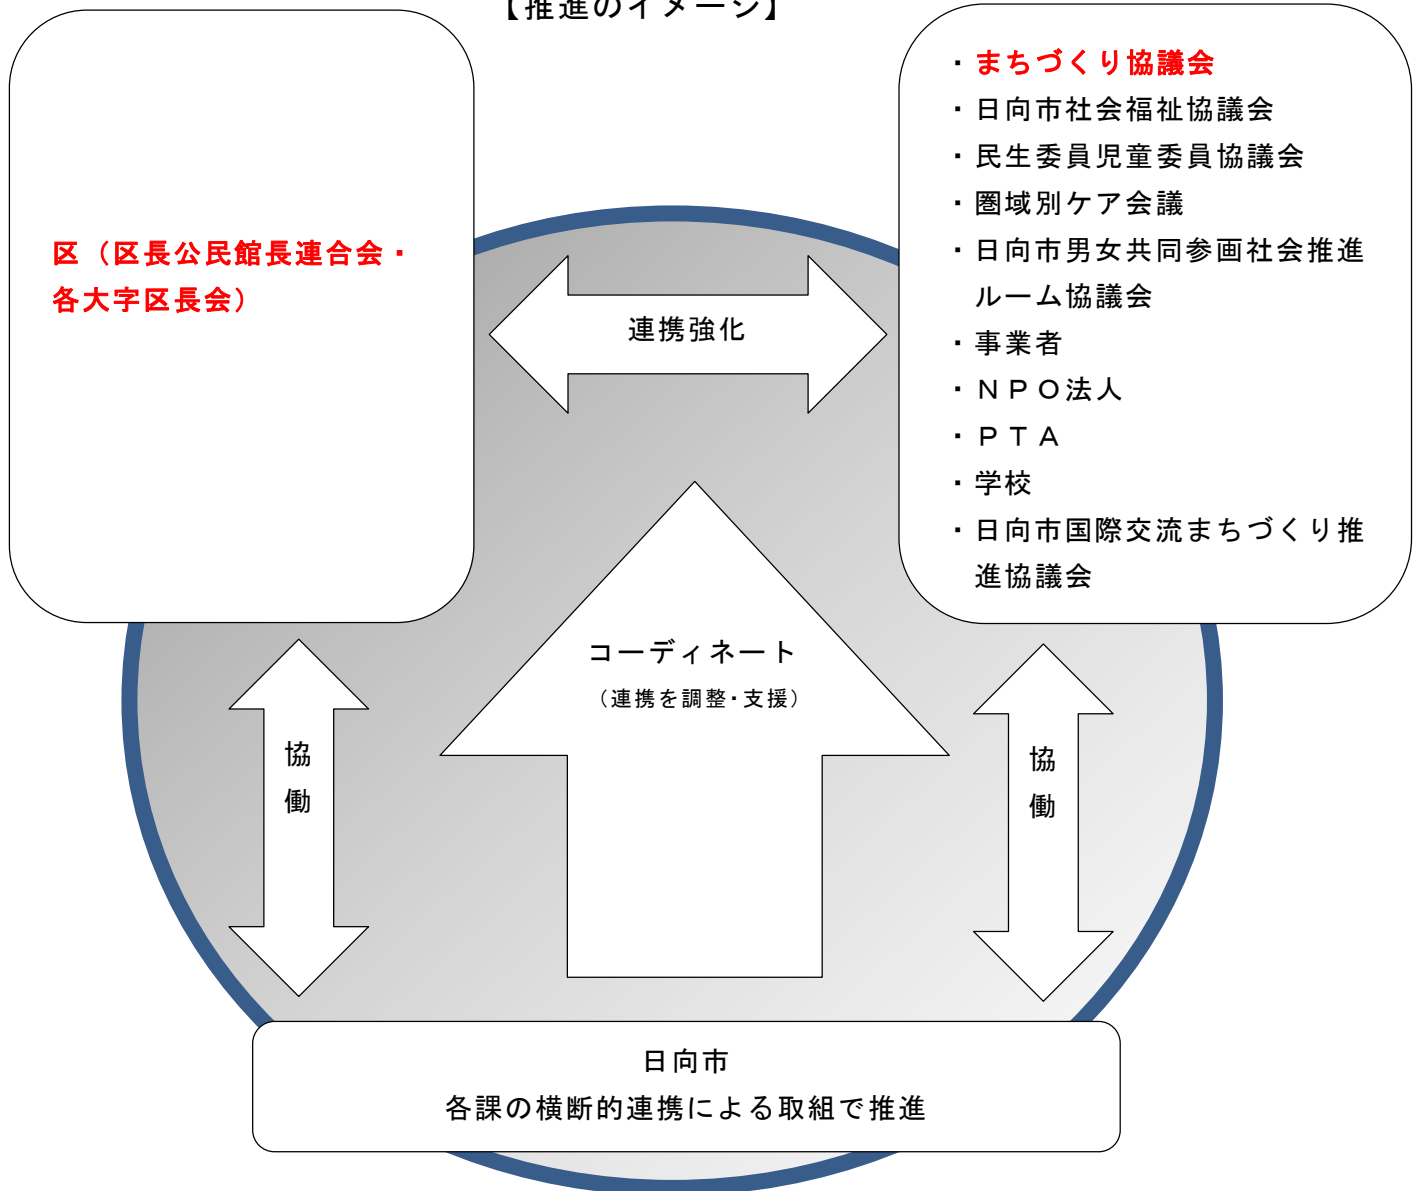 【推進のイメージ】
区（区長公民館長連合会・
各大字区長会）
・まちづくり協議会
・日向市社会福祉協議会
・民生委員児童委員協議会
・圏域別ケア会議
・日向市男女共同参画社会推進
ルーム協議会
・事業者
・ＮＰＯ法人
・ＰＴＡ
・学校
・日向市国際交流まちづくり推
進協議会
連携強化
コーディネート
（連携を調整・支援）
協
働
協
働
日向市
各課の横断的連携による取組で推進